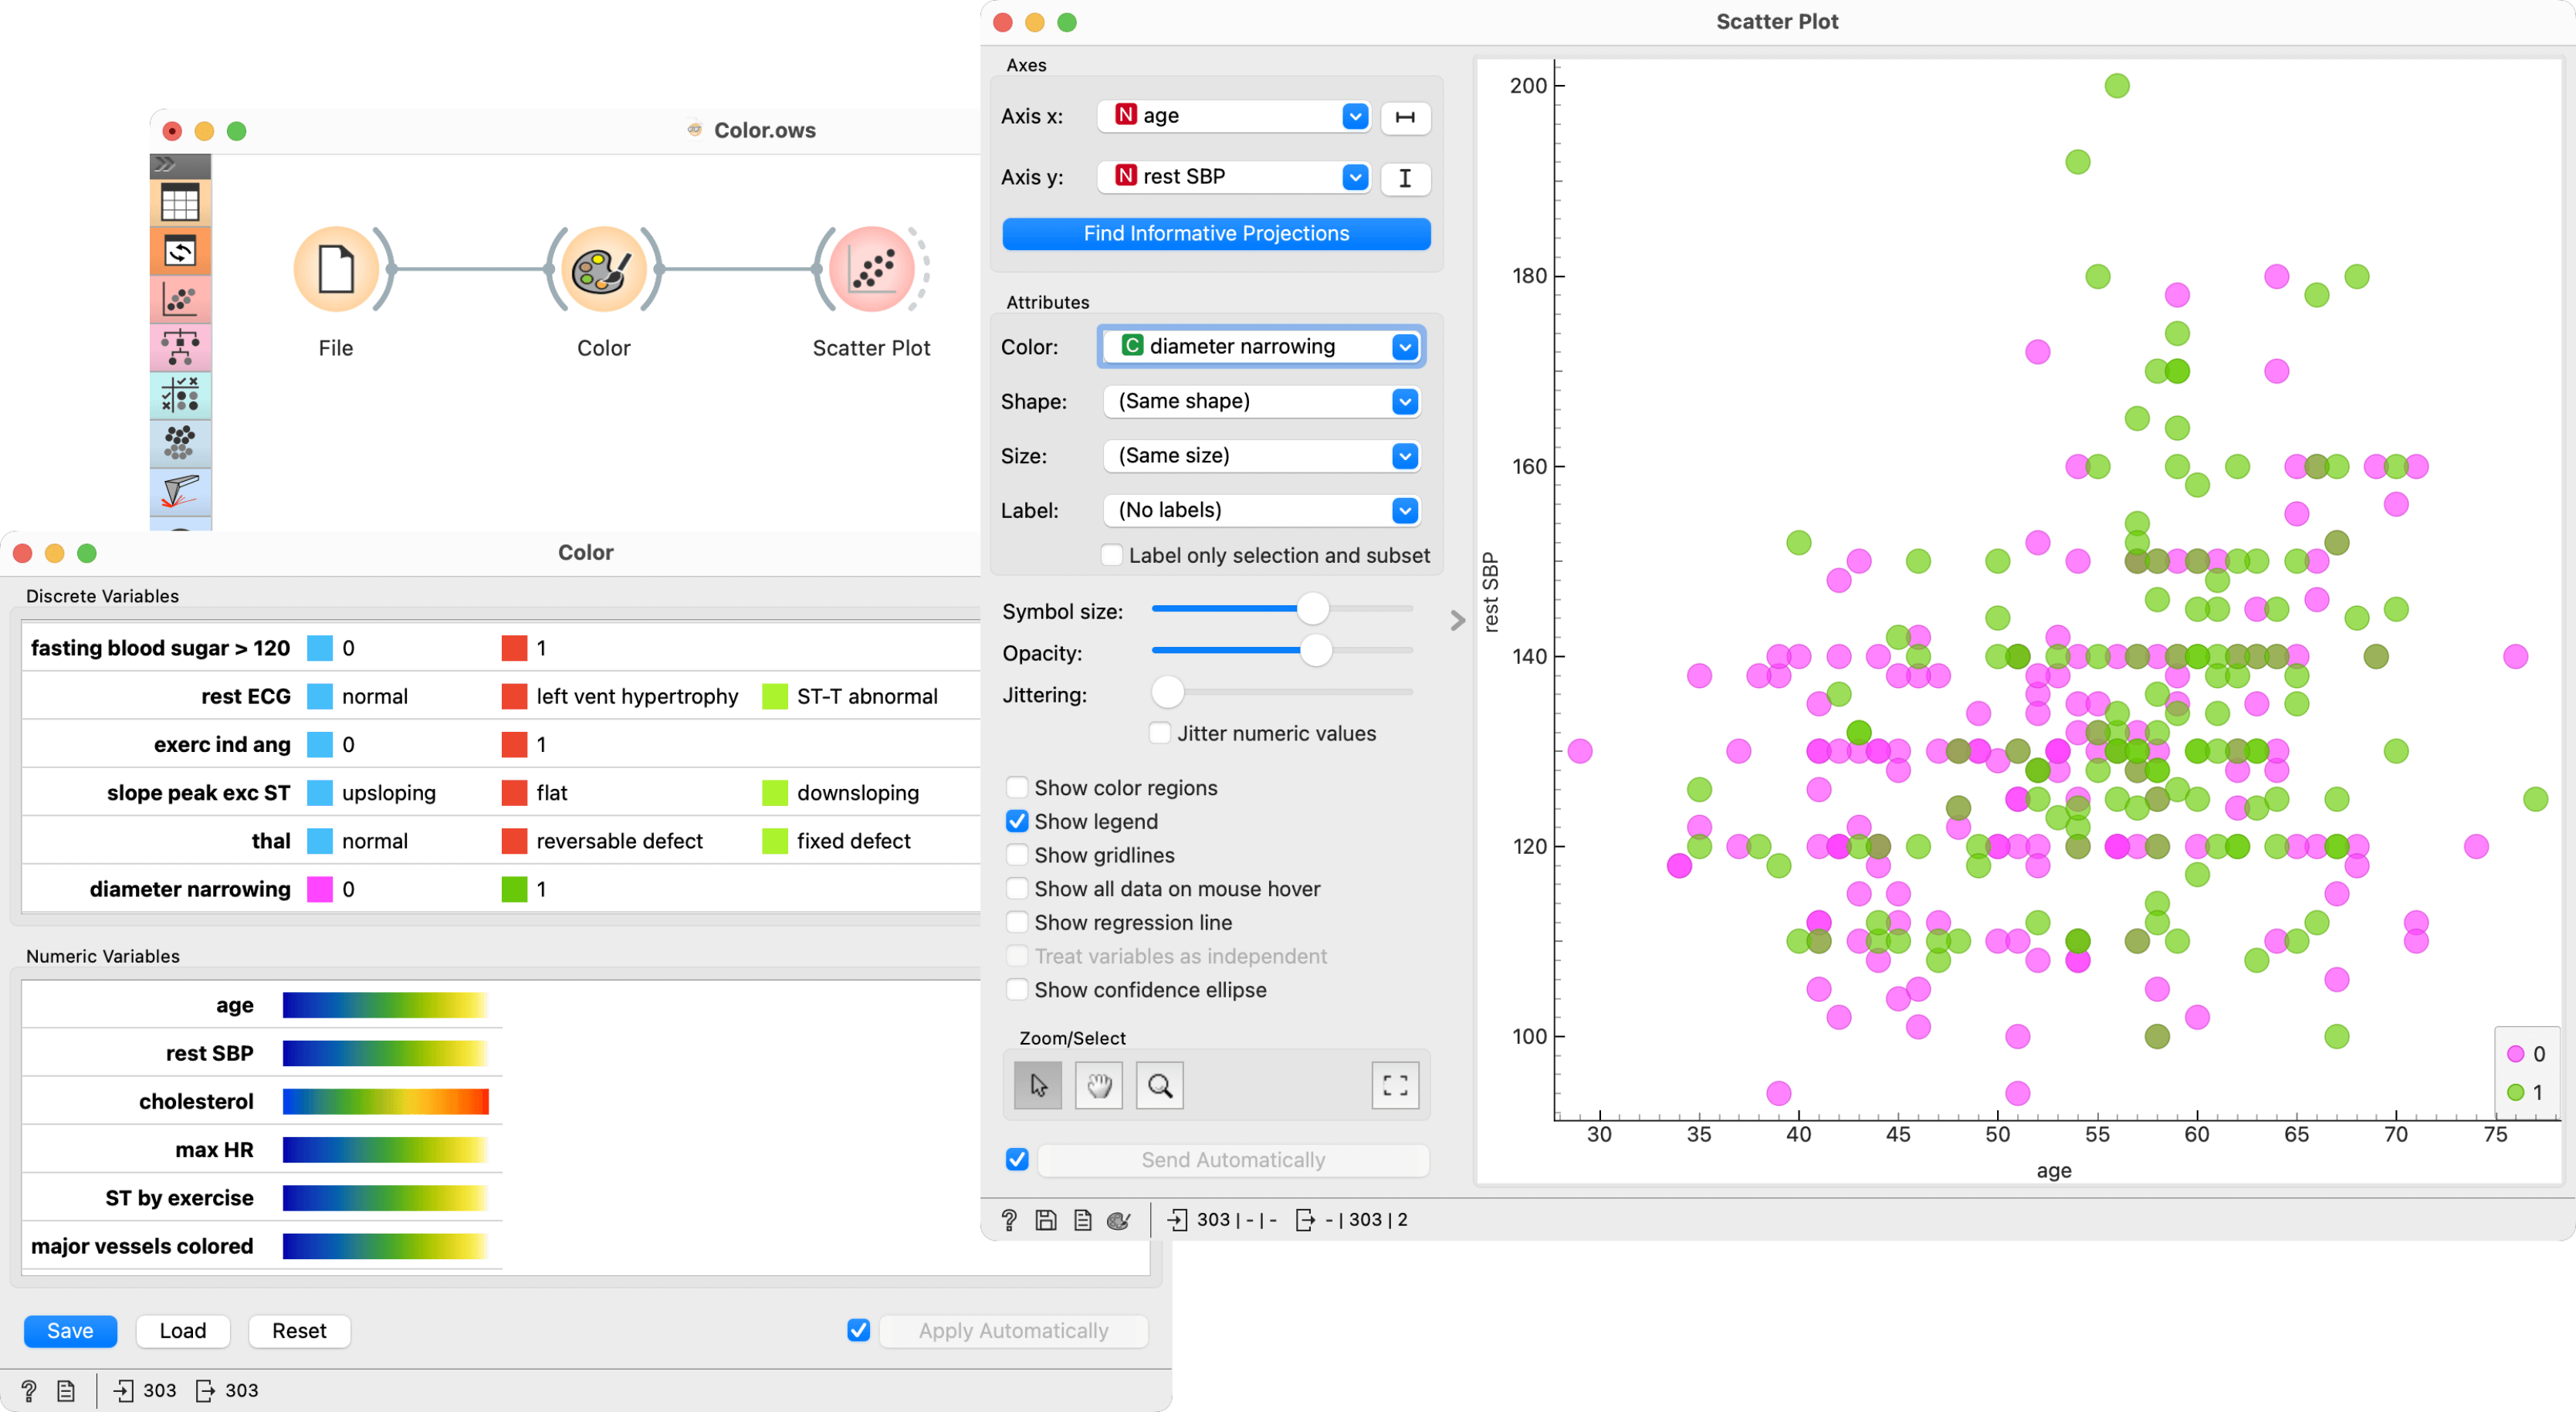 Color.ows
File
Color
Scatter Plot
Color
Discrete Variables
fasting blood sugar > 120 0 1
rest ECG normal left vent hypertrophy ST-T abnormal
exerc ind ang 0 1
slope peak exc ST upsloping flat downsloping
thal normal reversable defect fixed defect
diameter narrowing 0 1
Numeric Variables
age
rest SBP
cholesterol
max HR
ST by exercise
major vessels colored
Save Load Reset Apply Automatically
? 303 303
Scatter Plot
Axes
Axis x: N age
Axis y: N rest SBP
Find Informative Projections
Attributes
Color: C diameter narrowing
Shape: (Same shape)
Size: (Same size)
Label: (No labels)
Label only selection and subset
Symbol size:
Opacity:
Jittering:
Jitter numeric values
Show color regions
Show legend
Show gridlines
Show all data on mouse hover
Show regression line
Treat variables as independent
Show confidence ellipse
Zoom/Select
Send Automatically
? 303 | - | - - | 303 | 2
200
180
160
140
120
100
rest SBP
30 35 40 45 50 55 60 65 70 75
age
0
1